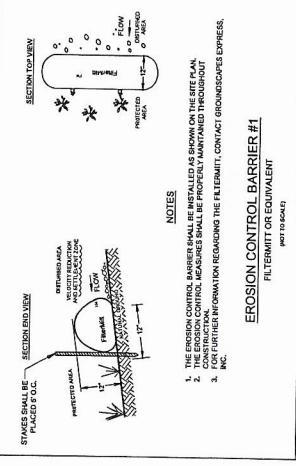 SECTION TOP VIEW
FLOW
DISTURBED
AREA
FilterMitt
12"
PROTECTED
AREA
SECTION END VIEW
STAKES SHALL BE
PLACED 5' O.C.
DISTURBED AREA
VELOCITY REDUCTION
AND SETTLEMENT ZONE
FLOW
PROTECTED AREA
FilterMitt
12"
12"
NOTES
1. THE EROSION CONTROL BARRIER SHALL BE INSTALLED AS SHOWN ON THE SITE PLAN.
2. THE EROSION CONTROL MEASURES SHALL BE PROPERLY MAINTAINED THROUGHOUT
CONSTRUCTION.
3. FOR FURTHER INFORMATION REGARDING THE FILTERMITT, CONTACT GROUNDSCAPES EXPRESS,
INC.
EROSION CONTROL BARRIER #1
FILTERMITT OR EQUIVALENT
(NOT TO SCALE)